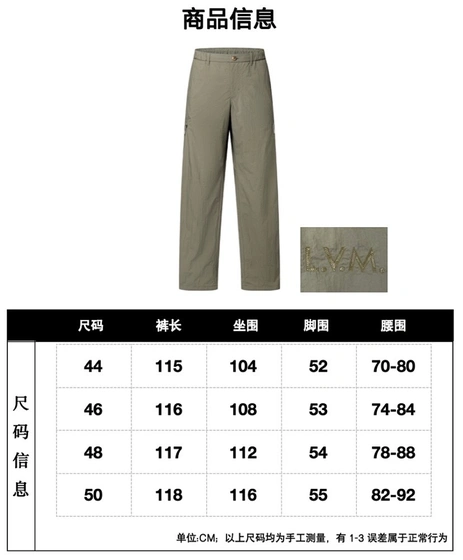 商品信息
L.Y.M.
尺码 裤长 坐围 脚围 腰围
尺码信息
44 115 104 52 70-80
46 116 108 53 74-84
48 117 112 54 78-88
50 118 116 55 82-92
单位:CM; 以上尺码均为手工测量，有 1-3 误差属于正常行为